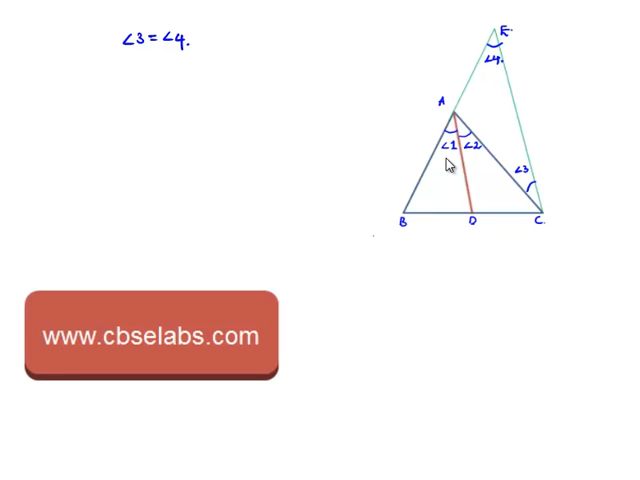 ∠3 = ∠4.
E.
∠4.
A
∠1 ∠2
∠3
B D C.
www.cbselabs.com